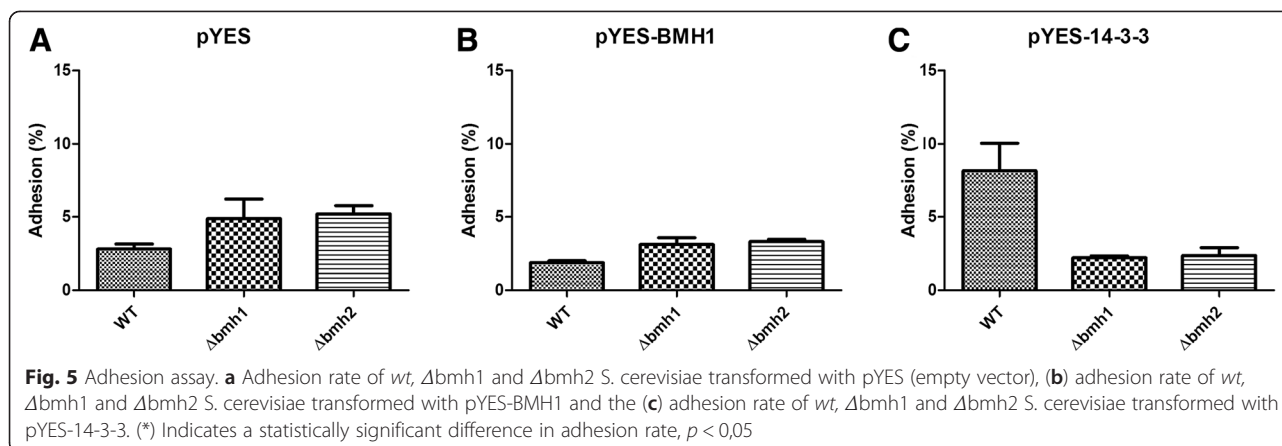 A
pYES
Adhesion (%)
15
10
5
0
WT
Δbmh1
Δbmh2
B
pYES-BMH1
Adhesion (%)
15
10
5
0
WT
Δbmh1
Δbmh2
C
pYES-14-3-3
Adhesion (%)
15
10
5
0
WT
Δbmh1
Δbmh2
Fig. 5 Adhesion assay. a Adhesion rate of wt, Δbmh1 and Δbmh2 S. cerevisiae transformed with pYES (empty vector), (b) adhesion rate of wt,
Δbmh1 and Δbmh2 S. cerevisiae transformed with pYES-BMH1 and the (c) adhesion rate of wt, Δbmh1 and Δbmh2 S. cerevisiae transformed with
pYES-14-3-3. (*) Indicates a statistically significant difference in adhesion rate, p < 0,05